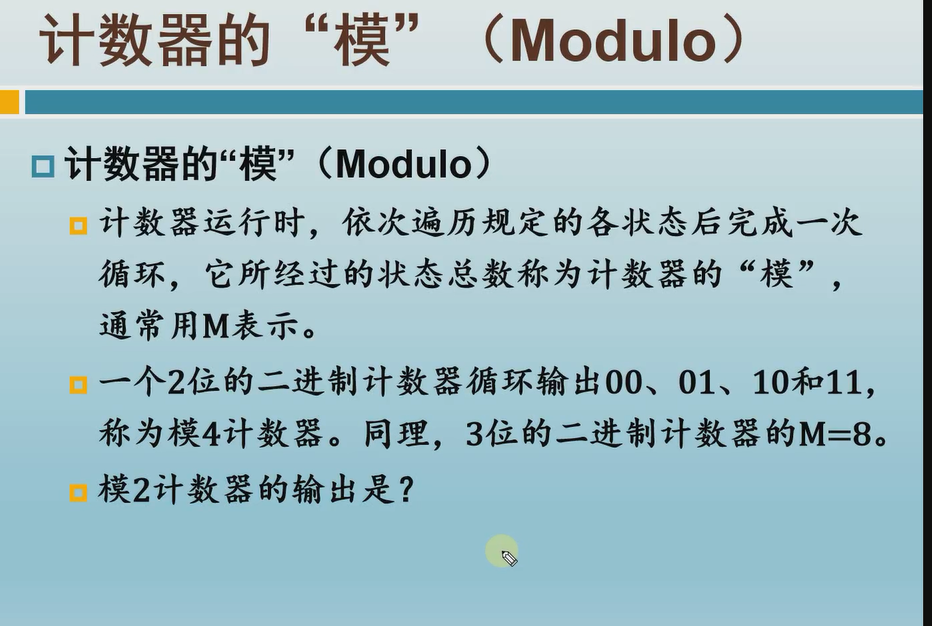 计数器的“模”（Modulo）
计数器的“模”（Modulo）
计数器运行时，依次遍历规定的各状态后完成一次
循环，它所经过的状态总数称为计数器的“模”，
通常用M表示。
一个2位的二进制计数器循环输出00、01、10和11，
称为模4计数器。同理，3位的二进制计数器的M=8。
模2计数器的输出是？